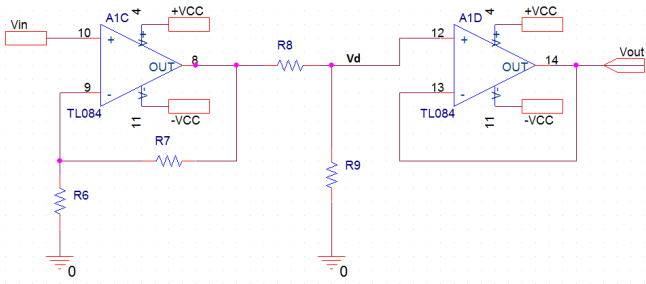 Vin
A1C
4
+VCC
10
+
V+
OUT
8
9
-
V-
TL084
11
-VCC
R7
R6
0
R8
Vd
R9
0
A1D
4
+VCC
12
+
V+
OUT
14
13
-
V-
TL084
11
-VCC
Vout